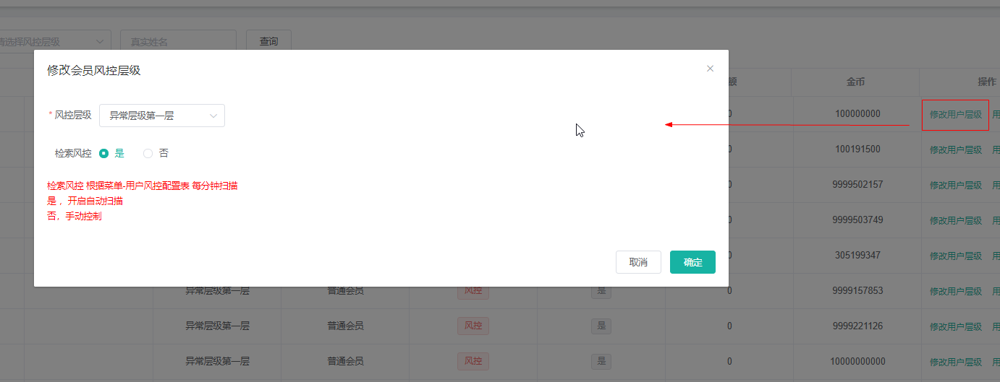 请选择风控层级 真实姓名 查询
修改会员风控层级
额 金币 操作
* 风控层级 异常层级第一层
0 100000000 修改用户层级 用
检索风控 是 否
0 100191500 修改用户层级 用
检索风控 根据菜单-用户风控配置表 每分钟扫描
0 9999502157 修改用户层级 用
是 ，开启自动扫描
否，手动控制
0 9999503749 修改用户层级 用
0 305199347 修改用户层级 用
取消 确定
异常层级第一层 普通会员 风控 是 0 9999157853 修改用户层级 用
异常层级第一层 普通会员 风控 是 0 9999221126 修改用户层级 用
异常层级第一层 普通会员 风控 是 0 10000000000 修改用户层级 用